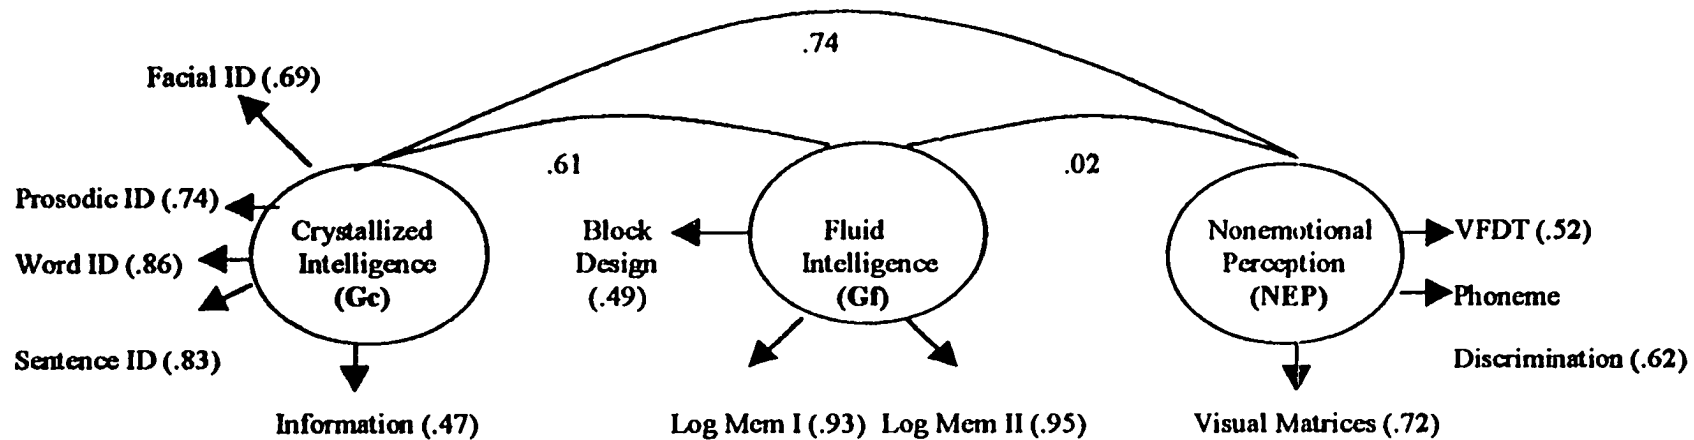 .74
Facial ID (.69)
.61
.02
Prosodic ID (.74)
Word ID (.86)
Sentence ID (.83)
Crystallized
Intelligence
(Gc)
Information (.47)
Block
Design
(.49)
Fluid
Intelligence
(Gf)
Log Mem I (.93) Log Mem II (.95)
Nonemotional
Perception
(NEP)
VFDT (.52)
Phoneme
Discrimination (.62)
Visual Matrices (.72)